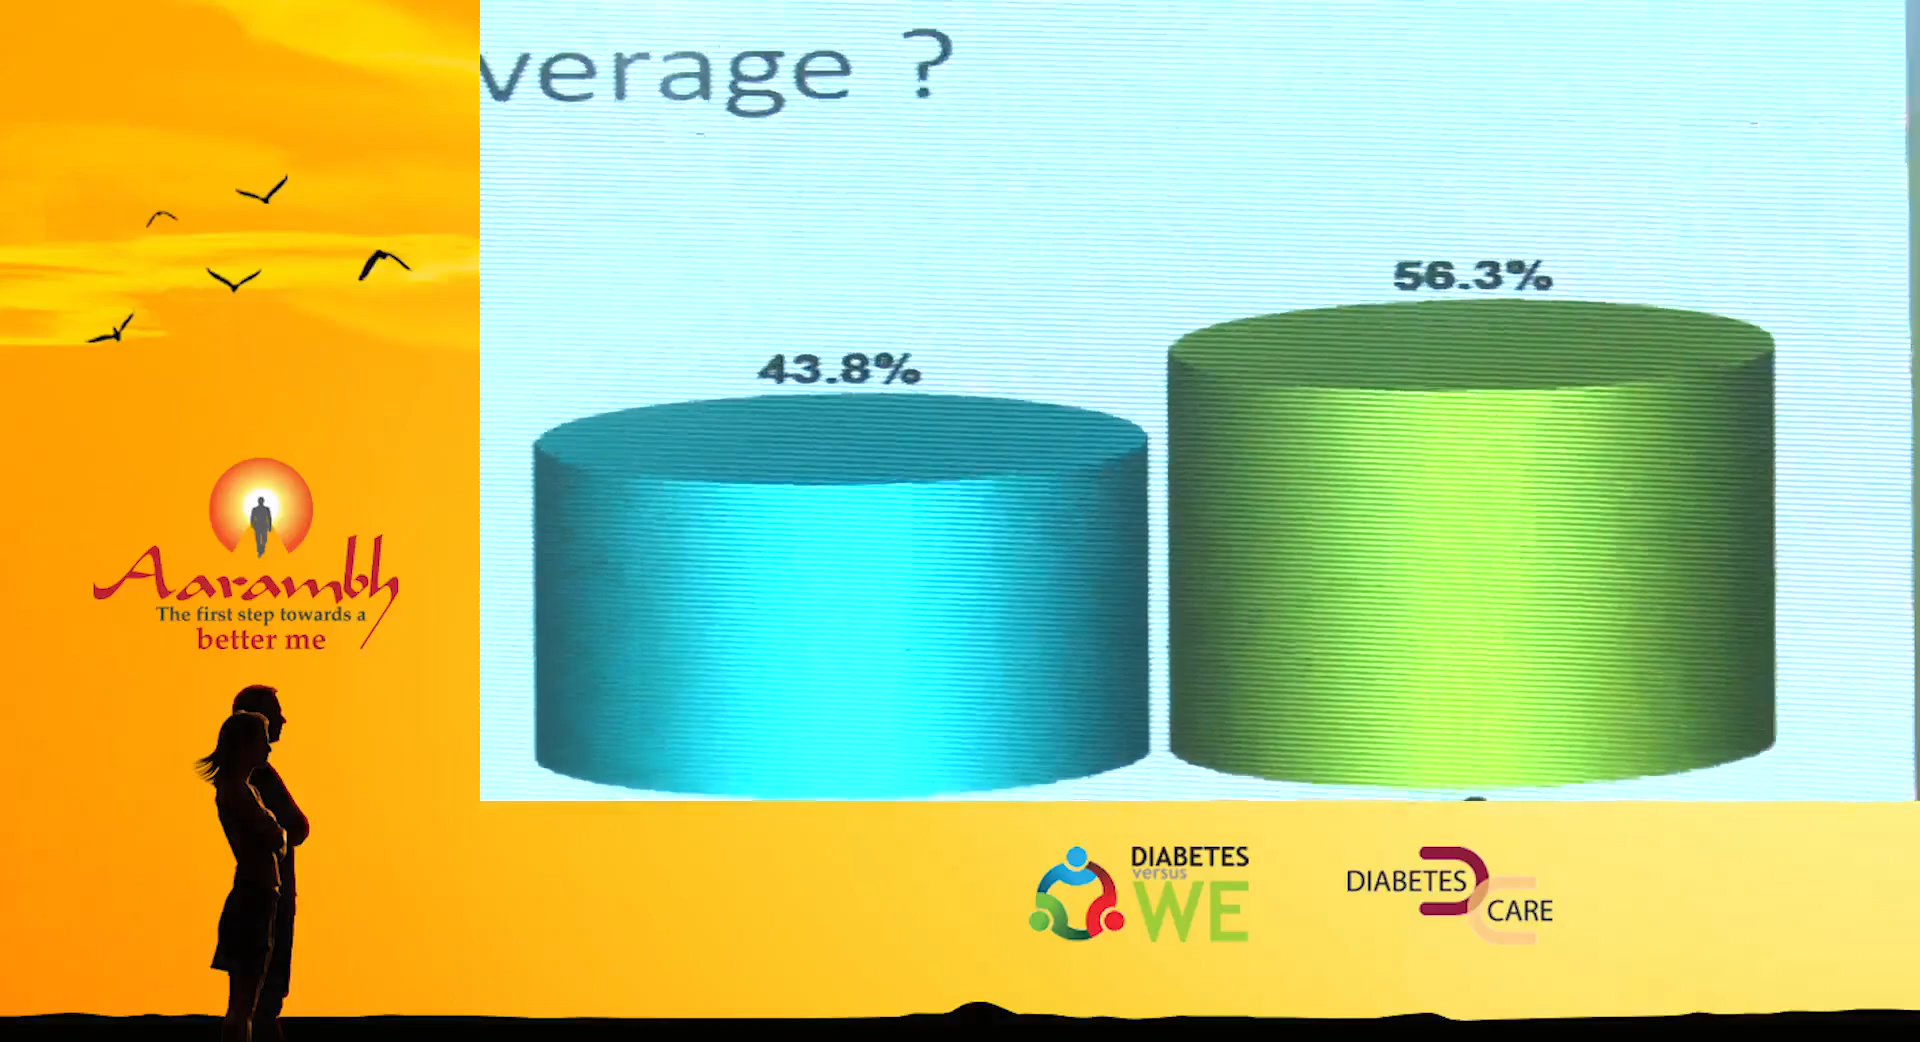 verage ?
56.3%
43.8%
Aarambh
The first step towards a
better me
DIABETES
versus
WE
DIABETES
CARE